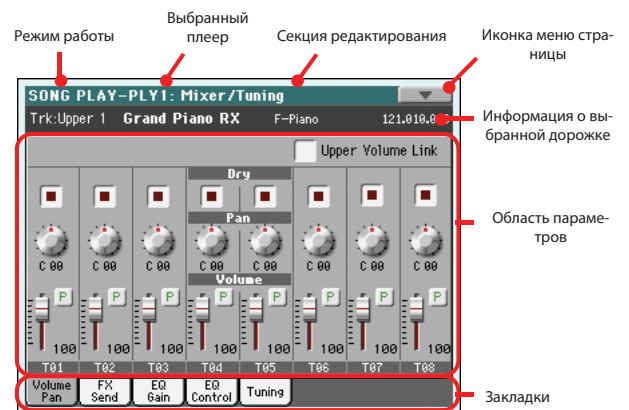 Режим работы
Выбранный
плеер
Секция редактирования
Иконка меню стра-
ницы
SONG PLAY-PLY1: Mixer/Tuning
Trk:Upper 1 Grand Piano RX F-Piano 121.010.0
Информация о вы-
бранной дорожке
Upper Volume Link
Dry
Pan
C 00 C 00 C 00 C 00 C 00 C 00 C 00 C 00
Volume
P P P P P P P P
100 100 100 100 100 100 100 100
T01 T02 T03 T04 T05 T06 T07 T08
Область параме-
тров
Volume
Pan
FX
Send
EQ
Gain
EQ
Control
Tuning
Закладки